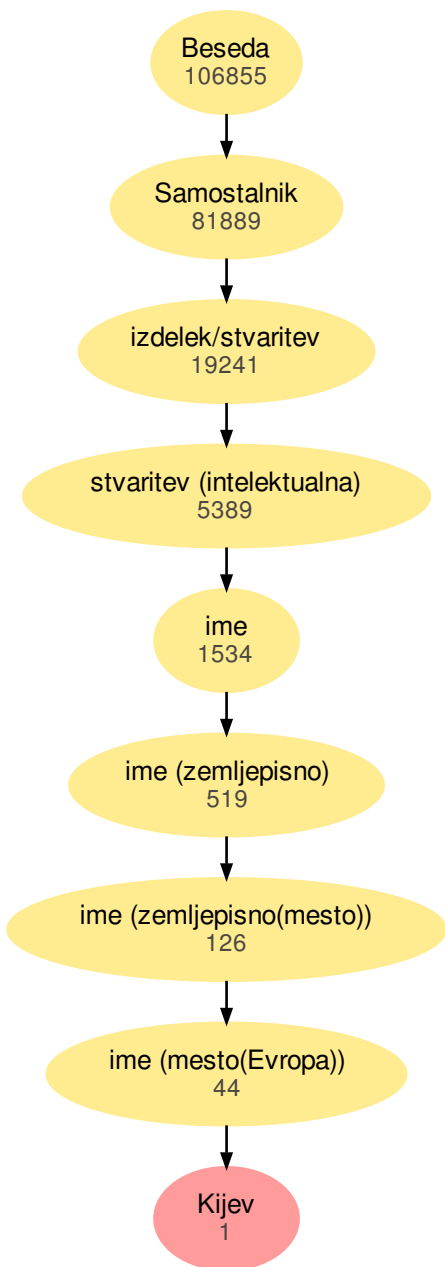 Beseda
106855
Samostalnik
81889
izdelek/stvaritev
19241
stvaritev (intelektualna)
5389
ime
1534
ime (zemljepisno)
519
ime (zemljepisno(mesto))
126
ime (mesto(Evropa))
44
Kijev
1